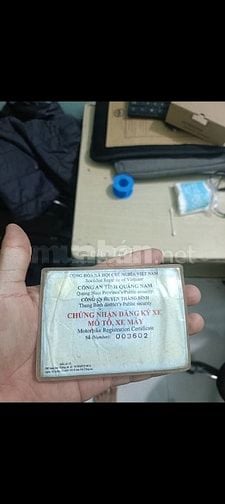 muaban.net
CỘNG HÒA XÃ HỘI CHỦ NGHĨA VIỆT NAM
Socialist Republic of Vietnam
CÔNG AN TỈNH QUẢNG NAM
Quang Nam Province's Public security
CÔNG AN HUYỆN THĂNG BÌNH
Thang Binh district's Public security
CHỨNG NHẬN ĐĂNG KÝ XE
MÔ TÔ, XE MÁY
Motorbike Registration Certificate
Số (Number): 003602